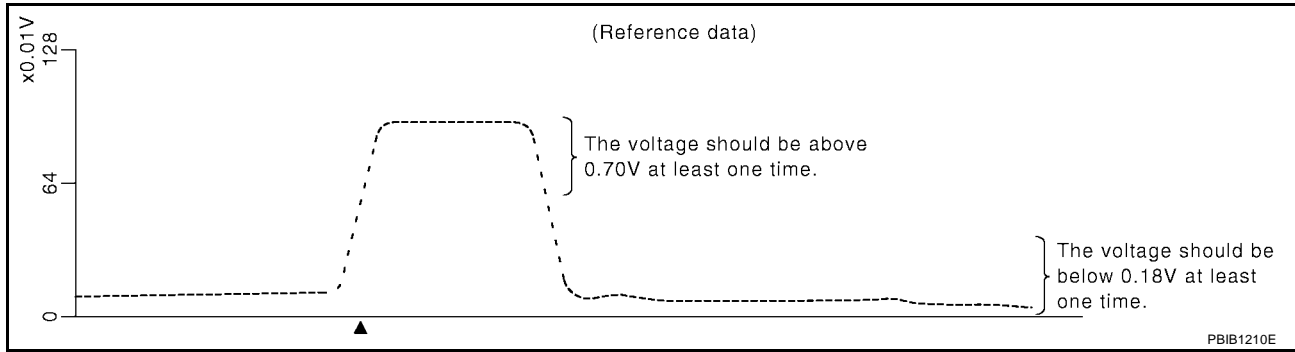 (Reference data)
x0.01V
128
64
0
The voltage should be above
0.70V at least one time.
The voltage should be
below 0.18V at least
one time.
PBIB1210E